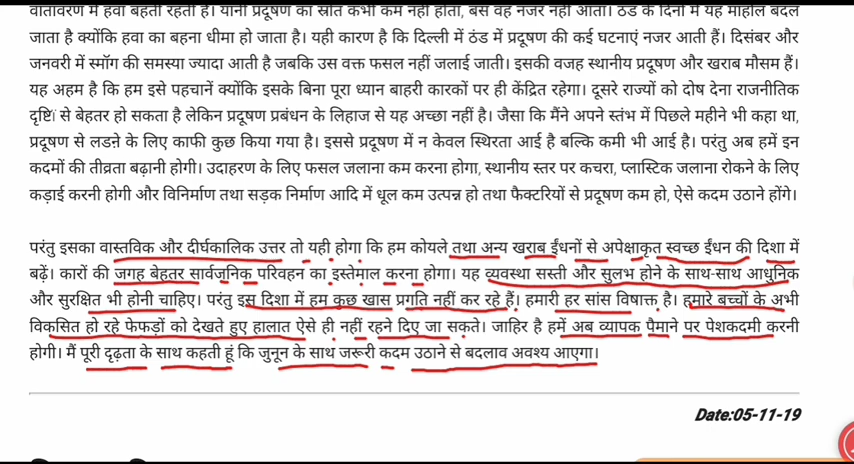 वातावरण में हवा बहती रहती है। यानी प्रदूषण का स्रोत कभी कम नहीं होता, बस वह नजर नहीं आता। ठंड के दिनों में यह माहौल बदल
जाता है क्योंकि हवा का बहना धीमा हो जाता है। यही कारण है कि दिल्ली में ठंड में प्रदूषण की कई घटनाएं नजर आती हैं। दिसंबर और
जनवरी में स्मॉग की समस्या ज्यादा आती है जबकि उस वक्त फसल नहीं जलाई जाती। इसकी वजह स्थानीय प्रदूषण और खराब मौसम हैं।
यह अहम है कि हम इसे पहचानें क्योंकि इसके बिना पूरा ध्यान बाहरी कारकों पर ही केंद्रित रहेगा। दूसरे राज्यों को दोष देना राजनीतिक
दृष्टि से बेहतर हो सकता है लेकिन प्रदूषण प्रबंधन के लिहाज से यह अच्छा नहीं है। जैसा कि मैंने अपने स्तंभ में पिछले महीने भी कहा था,
प्रदूषण से लडऩे के लिए काफी कुछ किया गया है। इससे प्रदूषण में न केवल स्थिरता आई है बल्कि कमी भी आई है। परंतु अब हमें इन
कदमों की तीव्रता बढ़ानी होगी। उदाहरण के लिए फसल जलाना कम करना होगा, स्थानीय स्तर पर कचरा, प्लास्टिक जलाना रोकने के लिए
कड़ाई करनी होगी और विनिर्माण तथा सड़क निर्माण आदि में धूल कम उत्पन्न हो तथा फैक्टरियों से प्रदूषण कम हो, ऐसे कदम उठाने होंगे।
परंतु इसका वास्तविक और दीर्घकालिक उत्तर तो यही होगा कि हम कोयले तथा अन्य खराब ईंधनों से अपेक्षाकृत स्वच्छ ईंधन की दिशा में
बढ़ें। कारों की जगह बेहतर सार्वजनिक परिवहन का इस्तेमाल करना होगा। यह व्यवस्था सस्ती और सुलभ होने के साथ-साथ आधुनिक
और सुरक्षित भी होनी चाहिए। परंतु इस दिशा में हम कुछ खास प्रगति नहीं कर रहे हैं। हमारी हर सांस विषाक्त है। हमारे बच्चों के अभी
विकसित हो रहे फेफड़ों को देखते हुए हालात ऐसे ही नहीं रहने दिए जा सकते। जाहिर है हमें अब व्यापक पैमाने पर पेशकदमी करनी
होगी। मैं पूरी दृढ़ता के साथ कहती हूं कि जुनून के साथ जरूरी कदम उठाने से बदलाव अवश्य आएगा।
Date:05-11-19